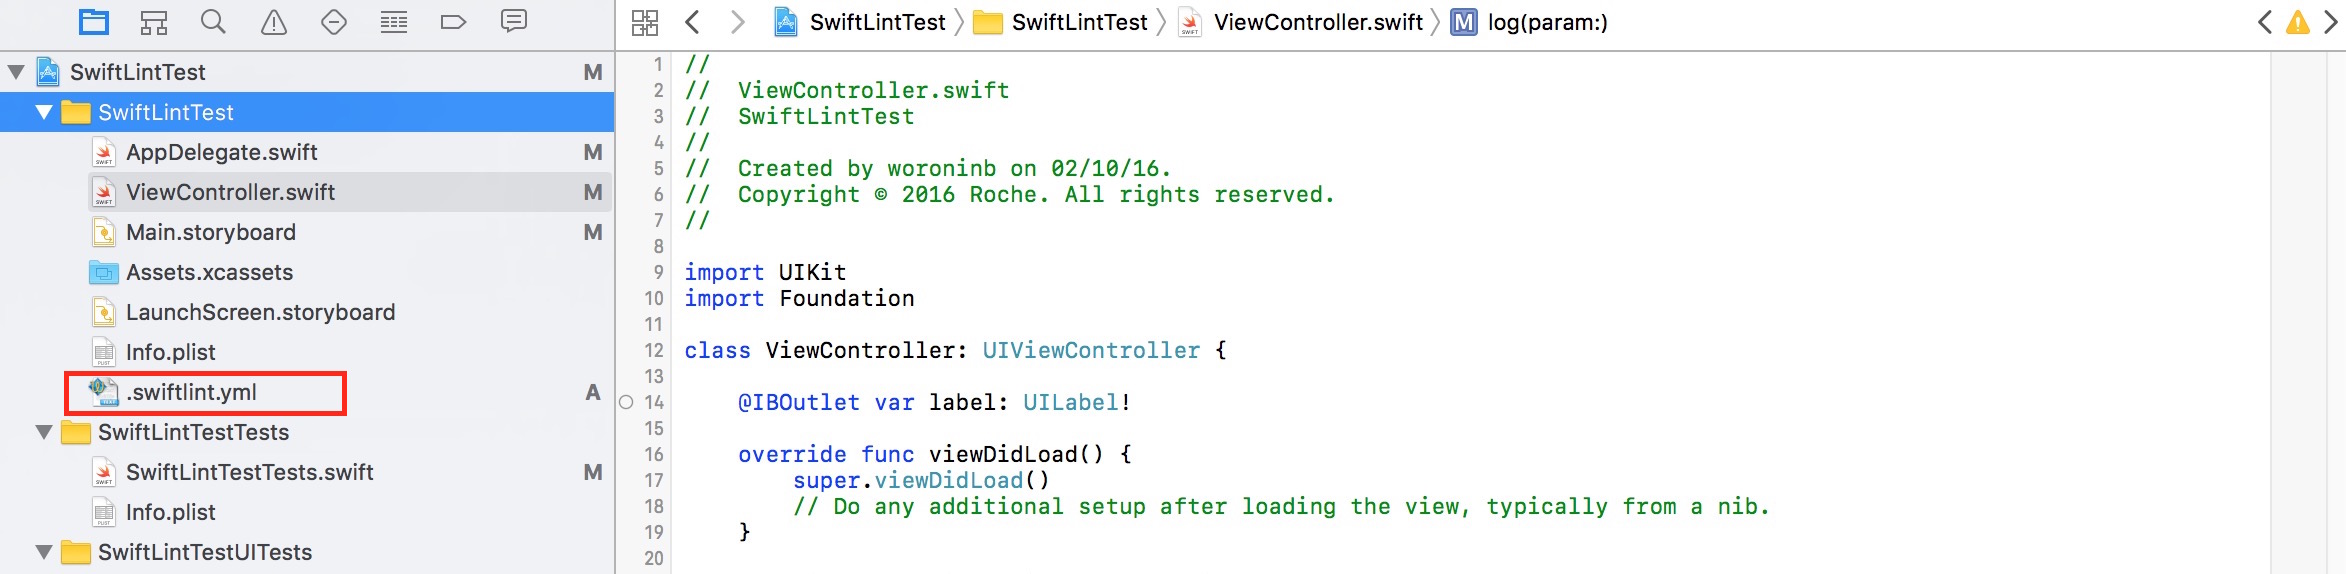 SwiftLintTest SwiftLintTest ViewController.swift M log(param:)
SwiftLintTest M
SwiftLintTest
AppDelegate.swift M
ViewController.swift M
Main.storyboard M
Assets.xcassets
LaunchScreen.storyboard
Info.plist
.swiftlint.yml A
SwiftLintTestTests
SwiftLintTestTests.swift M
Info.plist
SwiftLintTestUITests
1 //
2 //  ViewController.swift
3 //  SwiftLintTest
4 //
5 //  Created by woroninb on 02/10/16.
6 //  Copyright © 2016 Roche. All rights reserved.
7 //
8
9 import UIKit
10 import Foundation
11
12 class ViewController: UIViewController {
13
14     @IBOutlet var label: UILabel!
15
16     override func viewDidLoad() {
17         super.viewDidLoad()
18         // Do any additional setup after loading the view, typically from a nib.
19     }
20